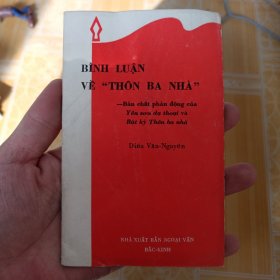 BÌNH LUẬN
VỀ "THÔN BA NHÀ"
—Bản chất phản động của
Yên sơn dạ thoại và
Bút ký Thôn ba nhà
Diêu Văn-Nguyên
NHÀ XUẤT BẢN NGOẠI VĂN
BẮC-KINH